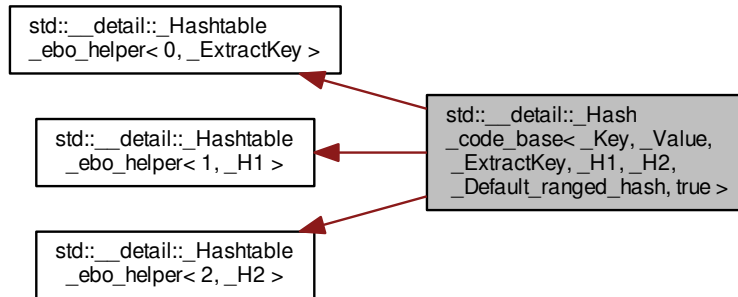 std::__detail::_Hashtable
_ebo_helper< 0, _ExtractKey >
std::__detail::_Hash
_code_base< _Key, _Value,
_ExtractKey, _H1, _H2,
_Default_ranged_hash, true >
std::__detail::_Hashtable
_ebo_helper< 1, _H1 >
std::__detail::_Hashtable
_ebo_helper< 2, _H2 >